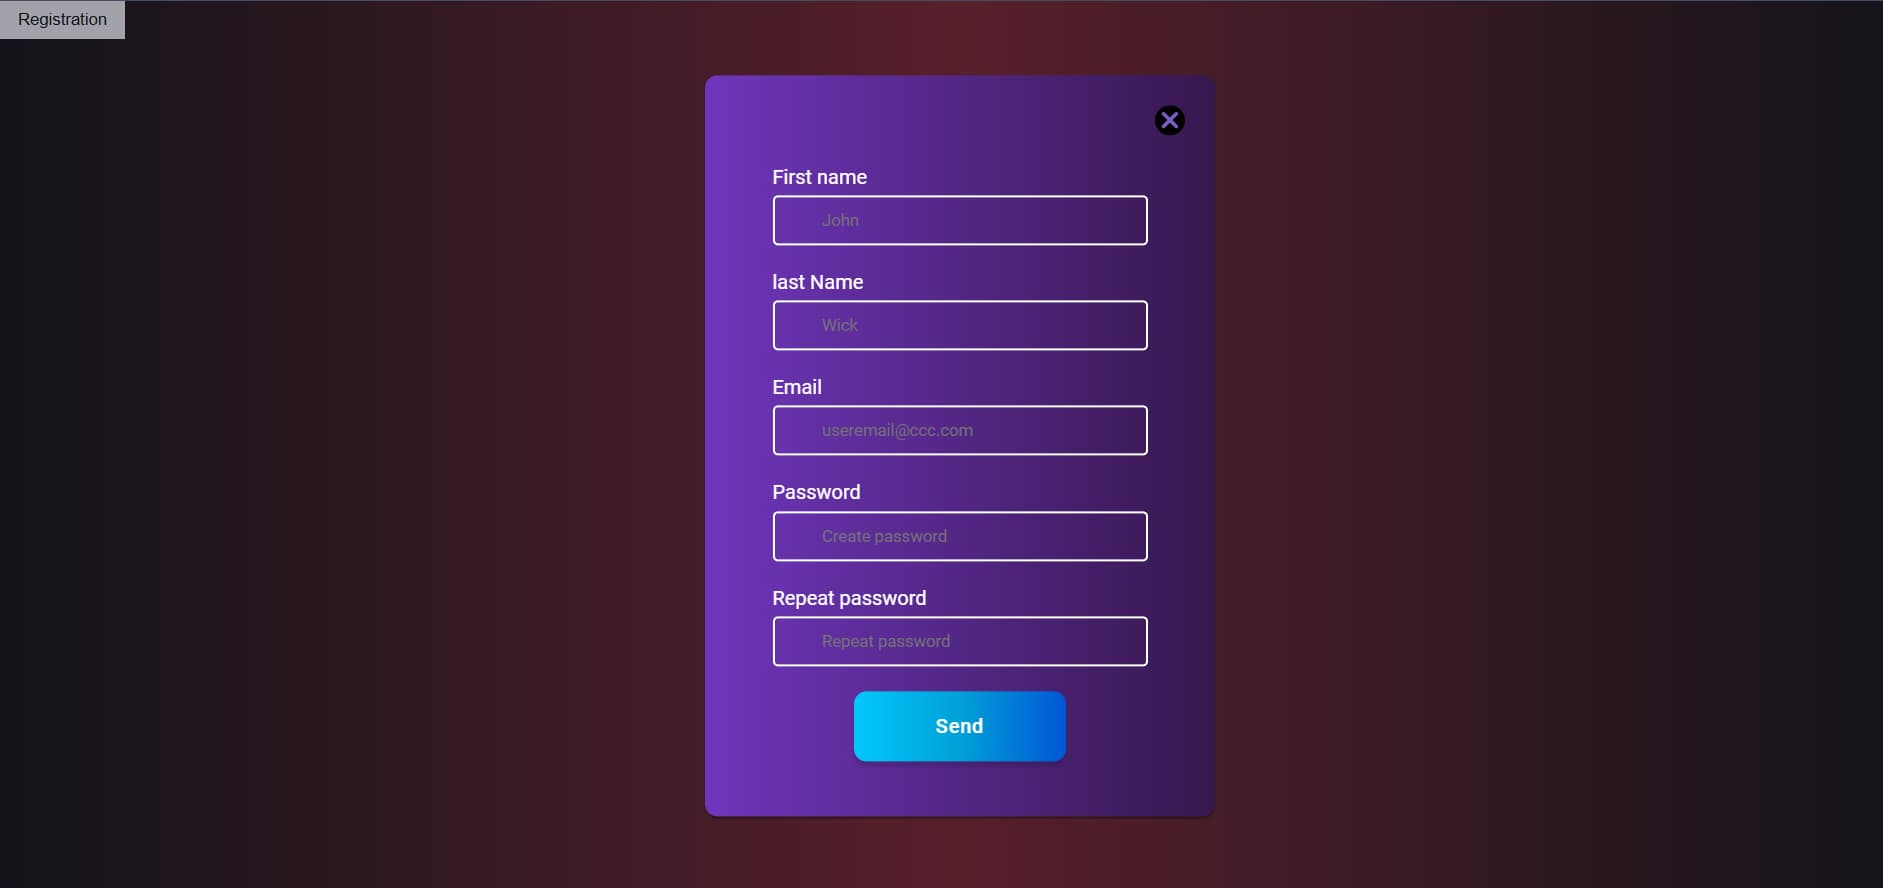 Registration
First name
John
last Name
Wick
Email
useremail@ccc.com
Password
Create password
Repeat password
Repeat password
Send